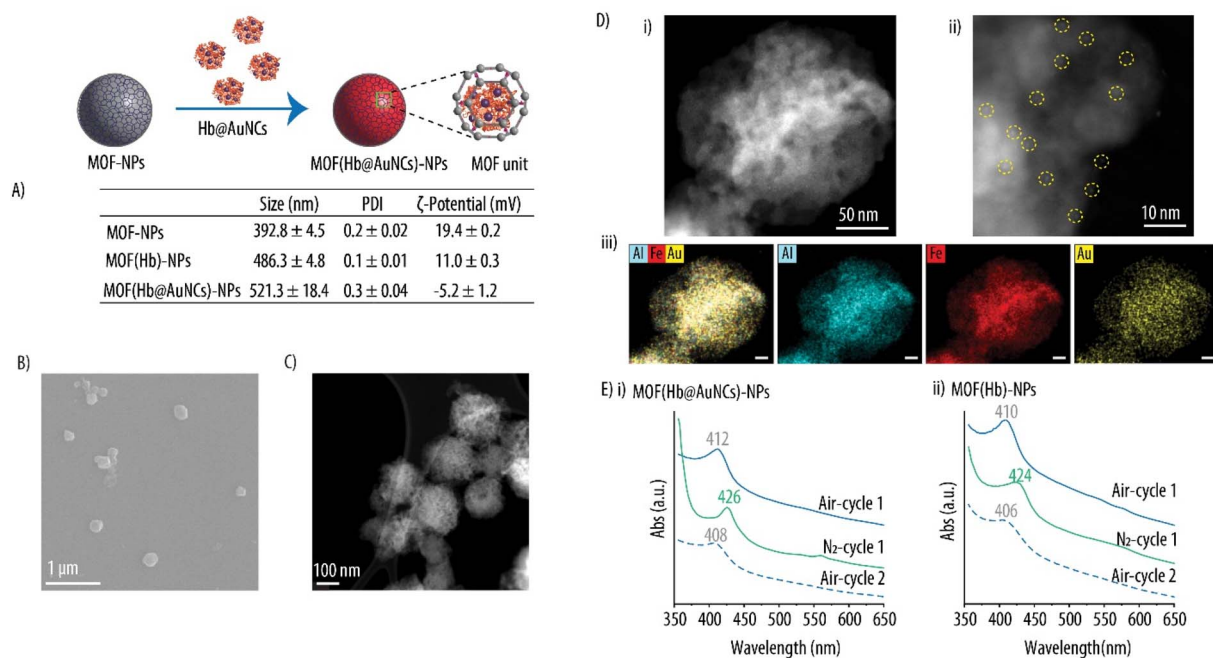 Hb@AuNCs
MOF-NPs
MOF(Hb@AuNCs)-NPs
MOF unit
A)
Size (nm) PDI ζ-Potential (mV)
MOF-NPs 392.8 ± 4.5 0.2 ± 0.02 19.4 ± 0.2
MOF(Hb)-NPs 486.3 ± 4.8 0.1 ± 0.01 11.0 ± 0.3
MOF(Hb@AuNCs)-NPs 521.3 ± 18.4 0.3 ± 0.04 -5.2 ± 1.2
B)
1 µm
C)
100 nm
D)
i)
50 nm
ii)
10 nm
iii)
Al Fe Au
Al
Fe
Au
E) i) MOF(Hb@AuNCs)-NPs
412
426
408
Air-cycle 1
N₂-cycle 1
Air-cycle 2
Abs (a.u.)
350 400 450 500 550 600 650
Wavelength (nm)
ii) MOF(Hb)-NPs
410
424
406
Air-cycle 1
N₂-cycle 1
Air-cycle 2
Abs (a.u.)
350 400 450 500 550 600 650
Wavelength(nm)